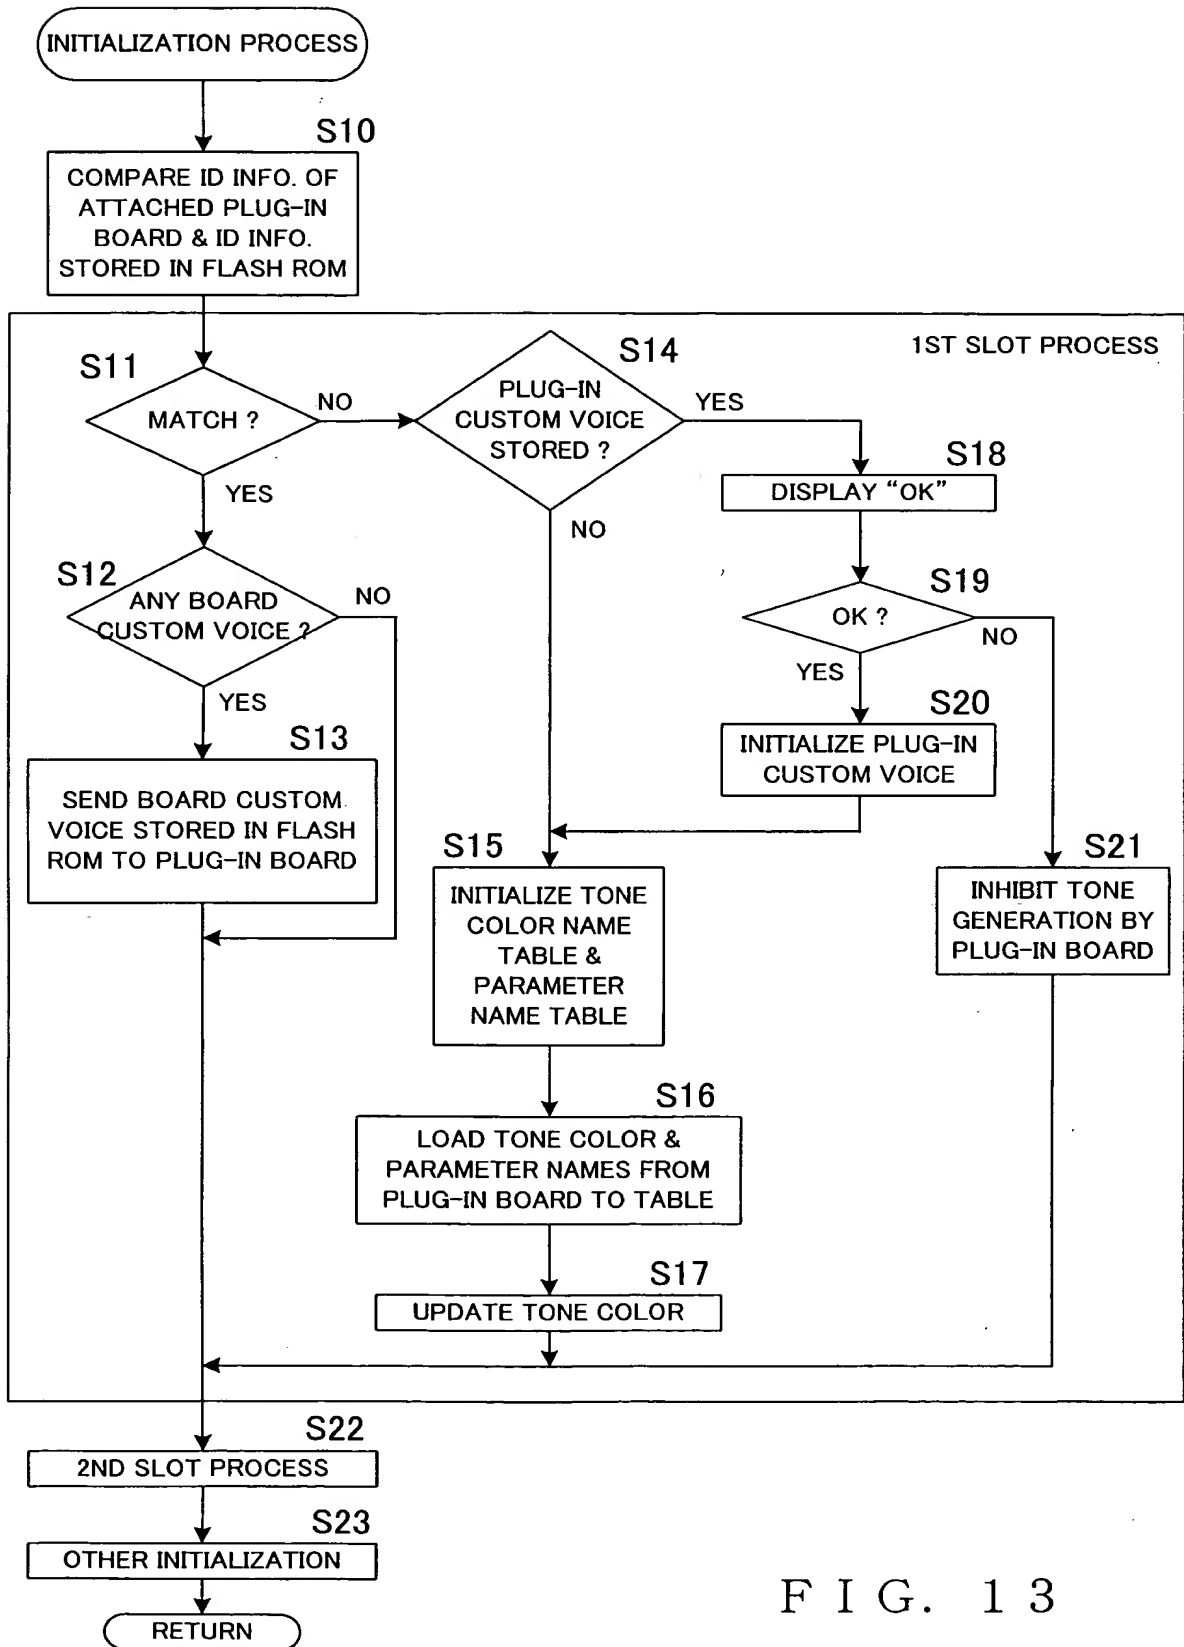 INITIALIZATION PROCESS
S10
COMPARE ID INFO. OF
ATTACHED PLUG-IN
BOARD & ID INFO.
STORED IN FLASH ROM
1ST SLOT PROCESS
S11
MATCH ?
NO
YES
S14
PLUG-IN
CUSTOM VOICE
STORED ?
YES
NO
S18
DISPLAY "OK"
S12
ANY BOARD
CUSTOM VOICE ?
NO
YES
S19
OK ?
NO
YES
S13
SEND BOARD CUSTOM
VOICE STORED IN FLASH
ROM TO PLUG-IN BOARD
S20
INITIALIZE PLUG-IN
CUSTOM VOICE
S15
INITIALIZE TONE
COLOR NAME
TABLE &
PARAMETER
NAME TABLE
S21
INHIBIT TONE
GENERATION BY
PLUG-IN BOARD
S16
LOAD TONE COLOR &
PARAMETER NAMES FROM
PLUG-IN BOARD TO TABLE
S17
UPDATE TONE COLOR
S22
2ND SLOT PROCESS
S23
OTHER INITIALIZATION
RETURN
FIG. 13